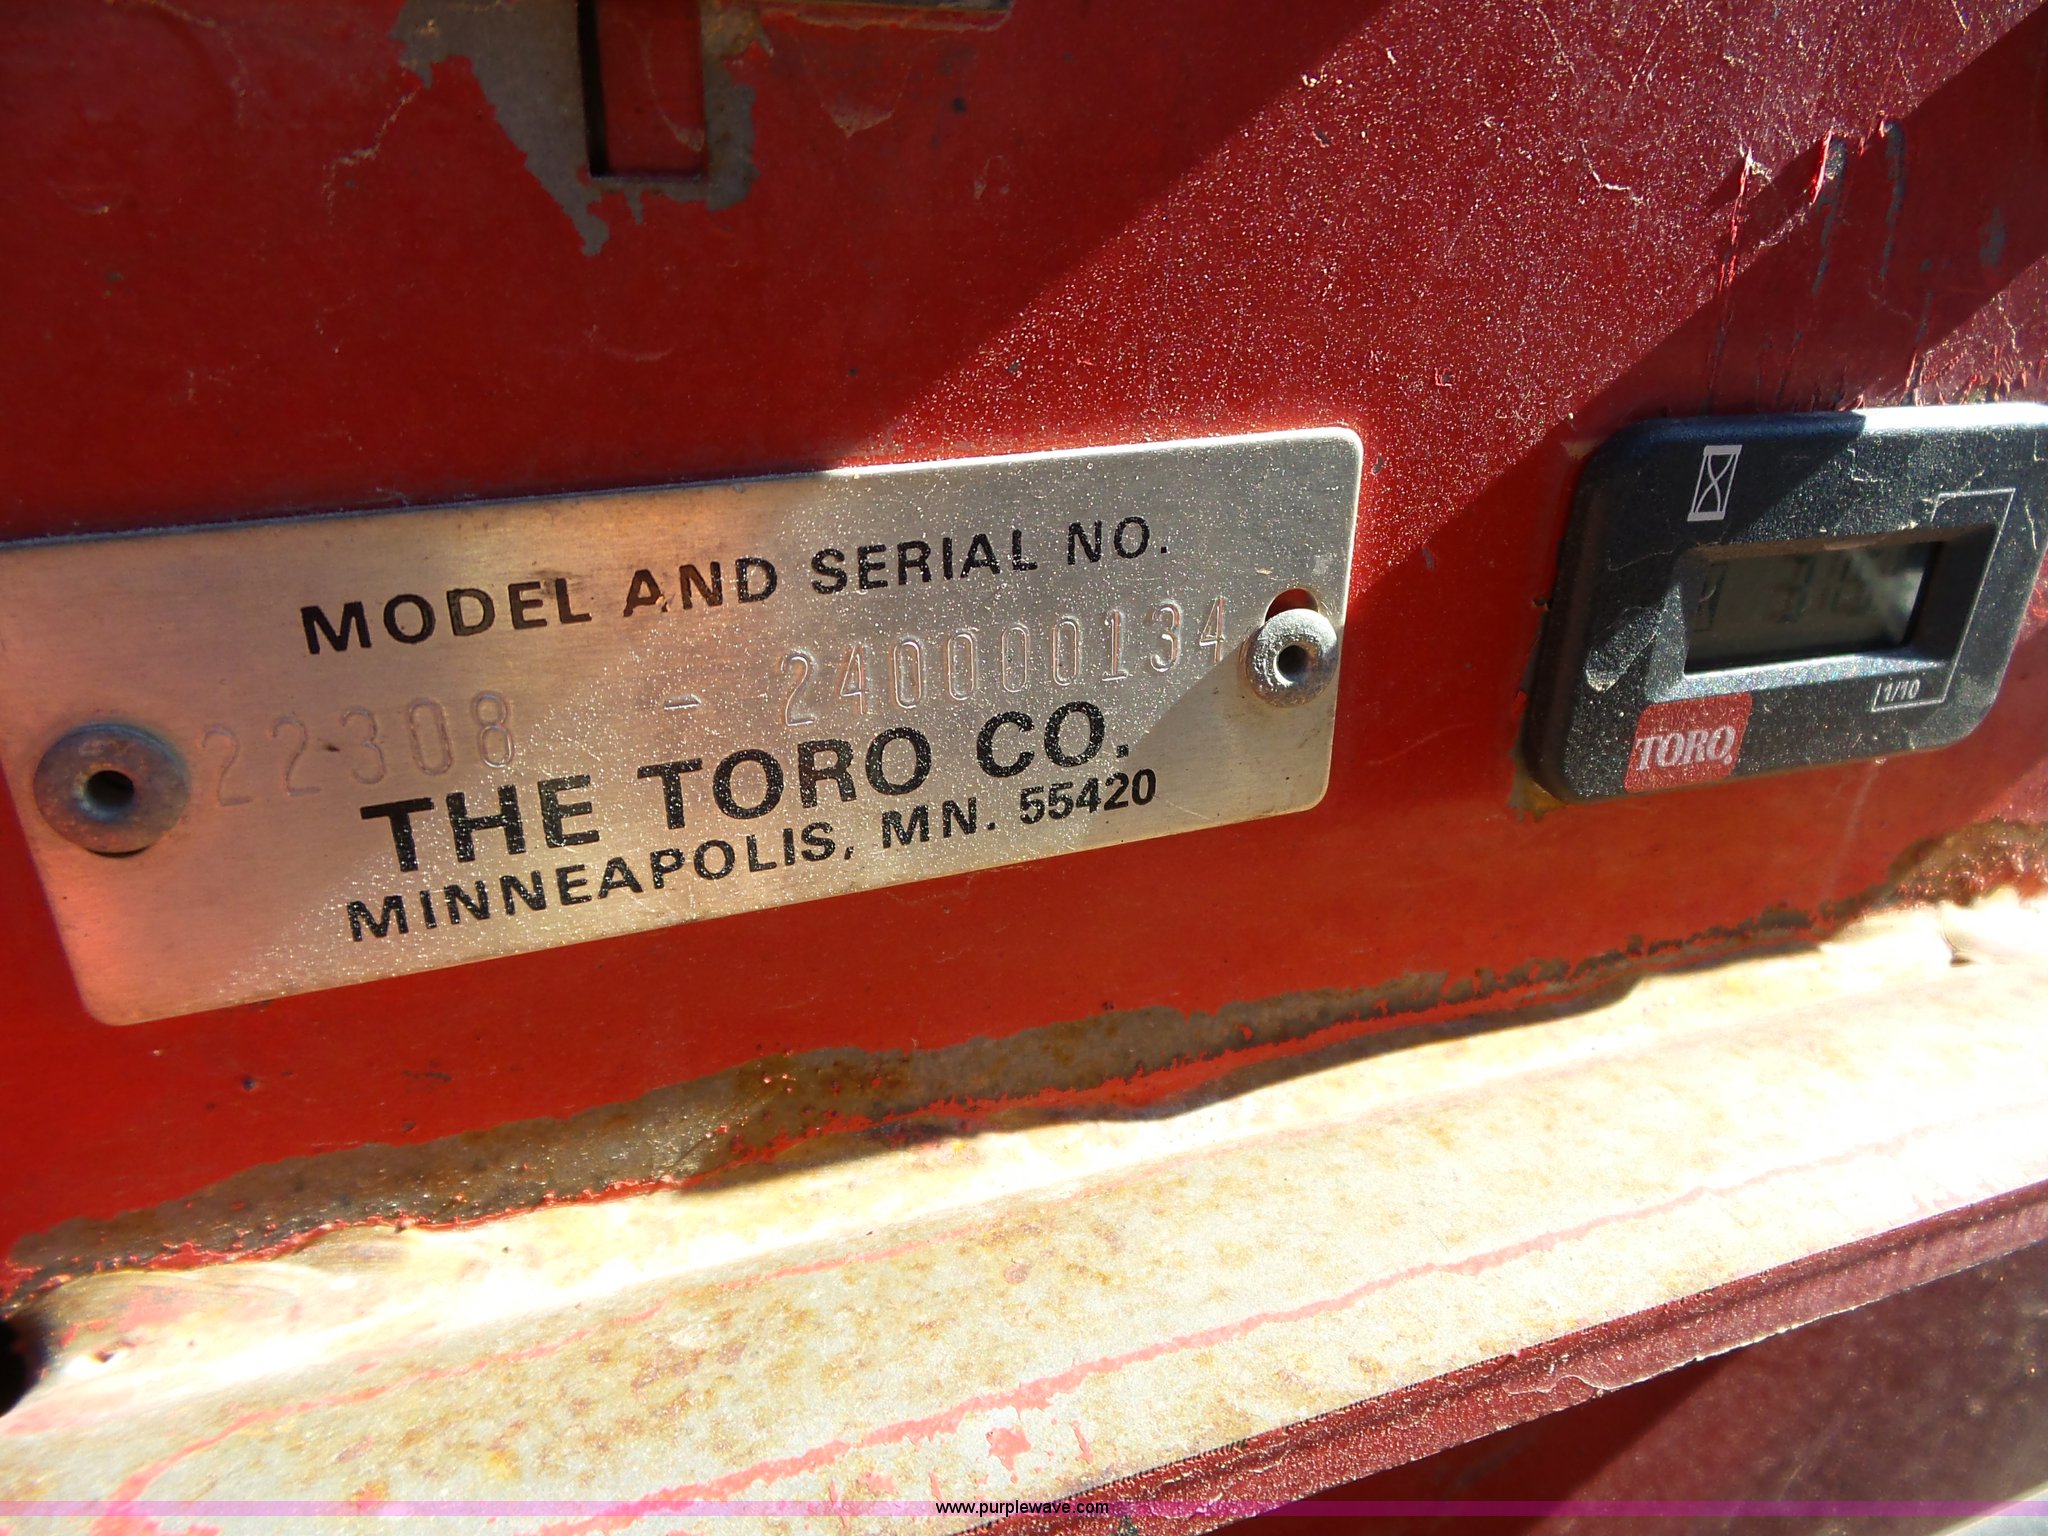 MODEL AND SERIAL NO.
22308 - 240000134
THE TORO CO.
MINNEAPOLIS, MN. 55420
1/10
TORO
www.purplewave.com